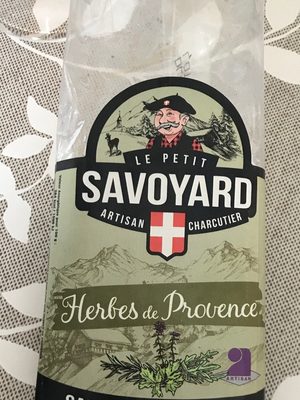 LE PETIT
SAVOYARD
ARTISAN CHARCUTIER
Herbes de Provence
ARTISAN